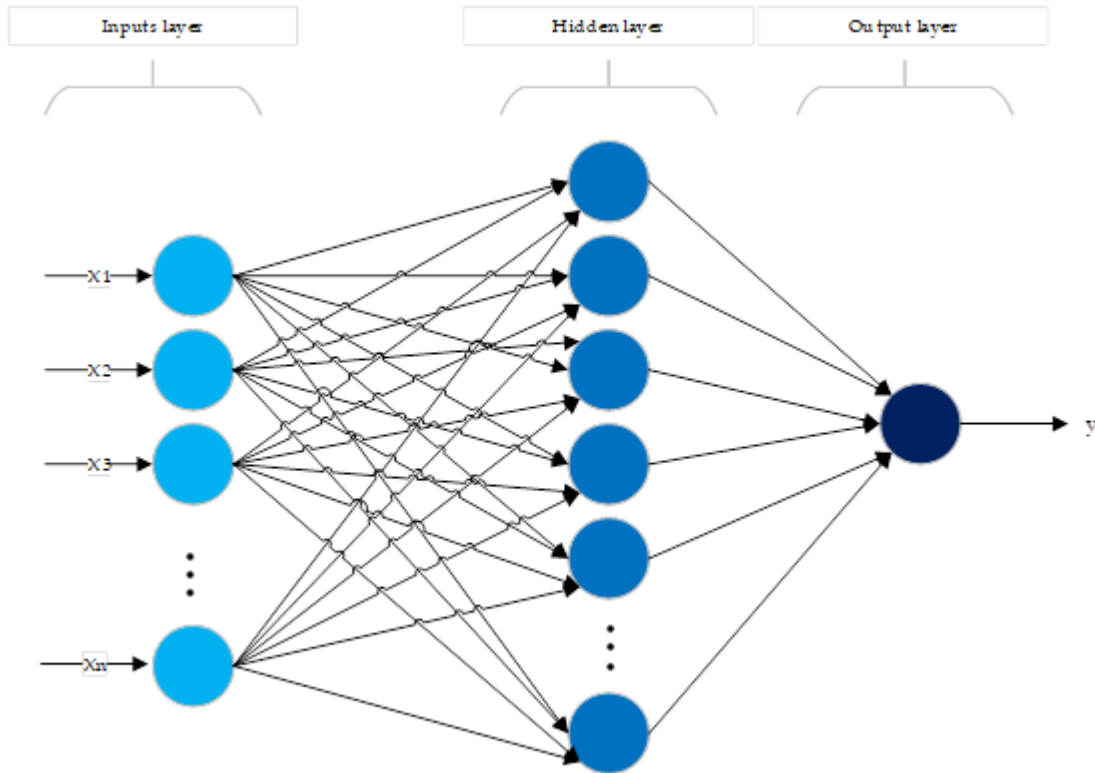 Inputs layer
Hidden layer
Output layer
X1
X2
X3
Xn
y